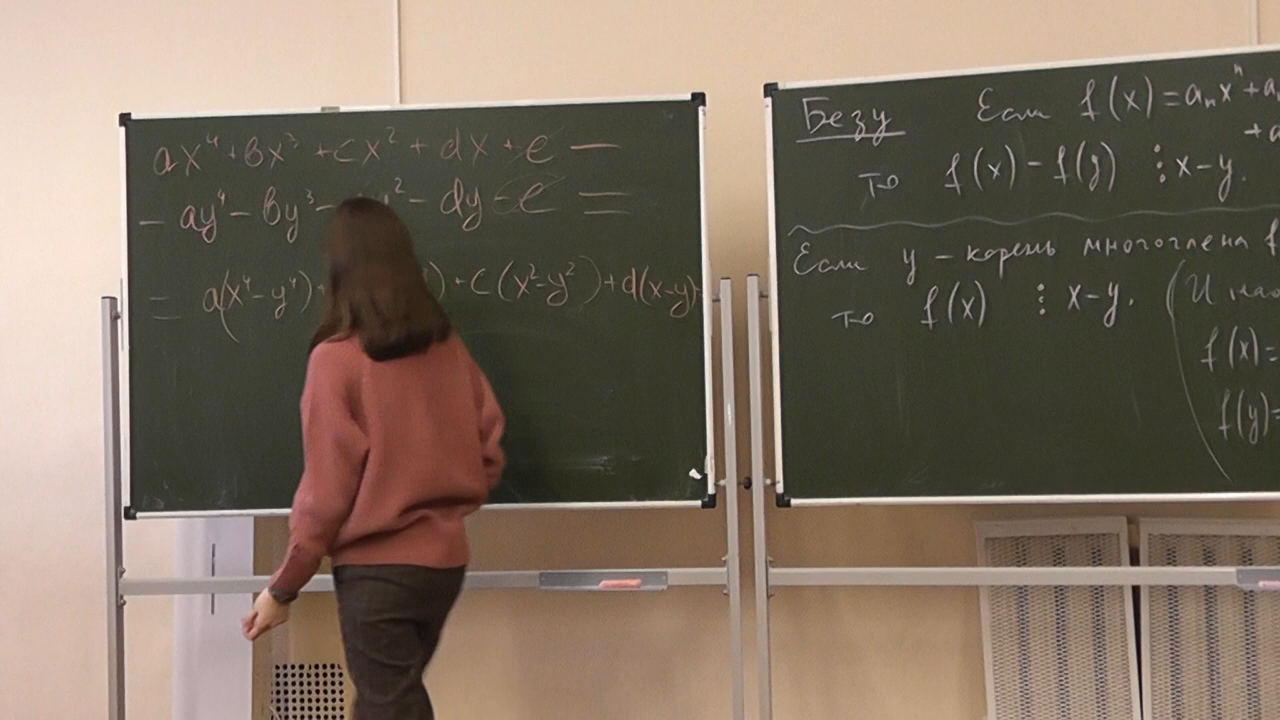 ax⁴ + bx³ + cx² + dx + e −
− ay⁴ − by³ − y² − dy − e =
= a(x⁴ − y⁴) + ) + c(x² − y²) + d(x − y)
Безу Если f(x) = aₙxⁿ + a
+ a
то f(x) − f(y) ⋮ x − y.
Если y − корень многочлена f
то f(x) ⋮ x − y. (И
f(x) =
f(y) =